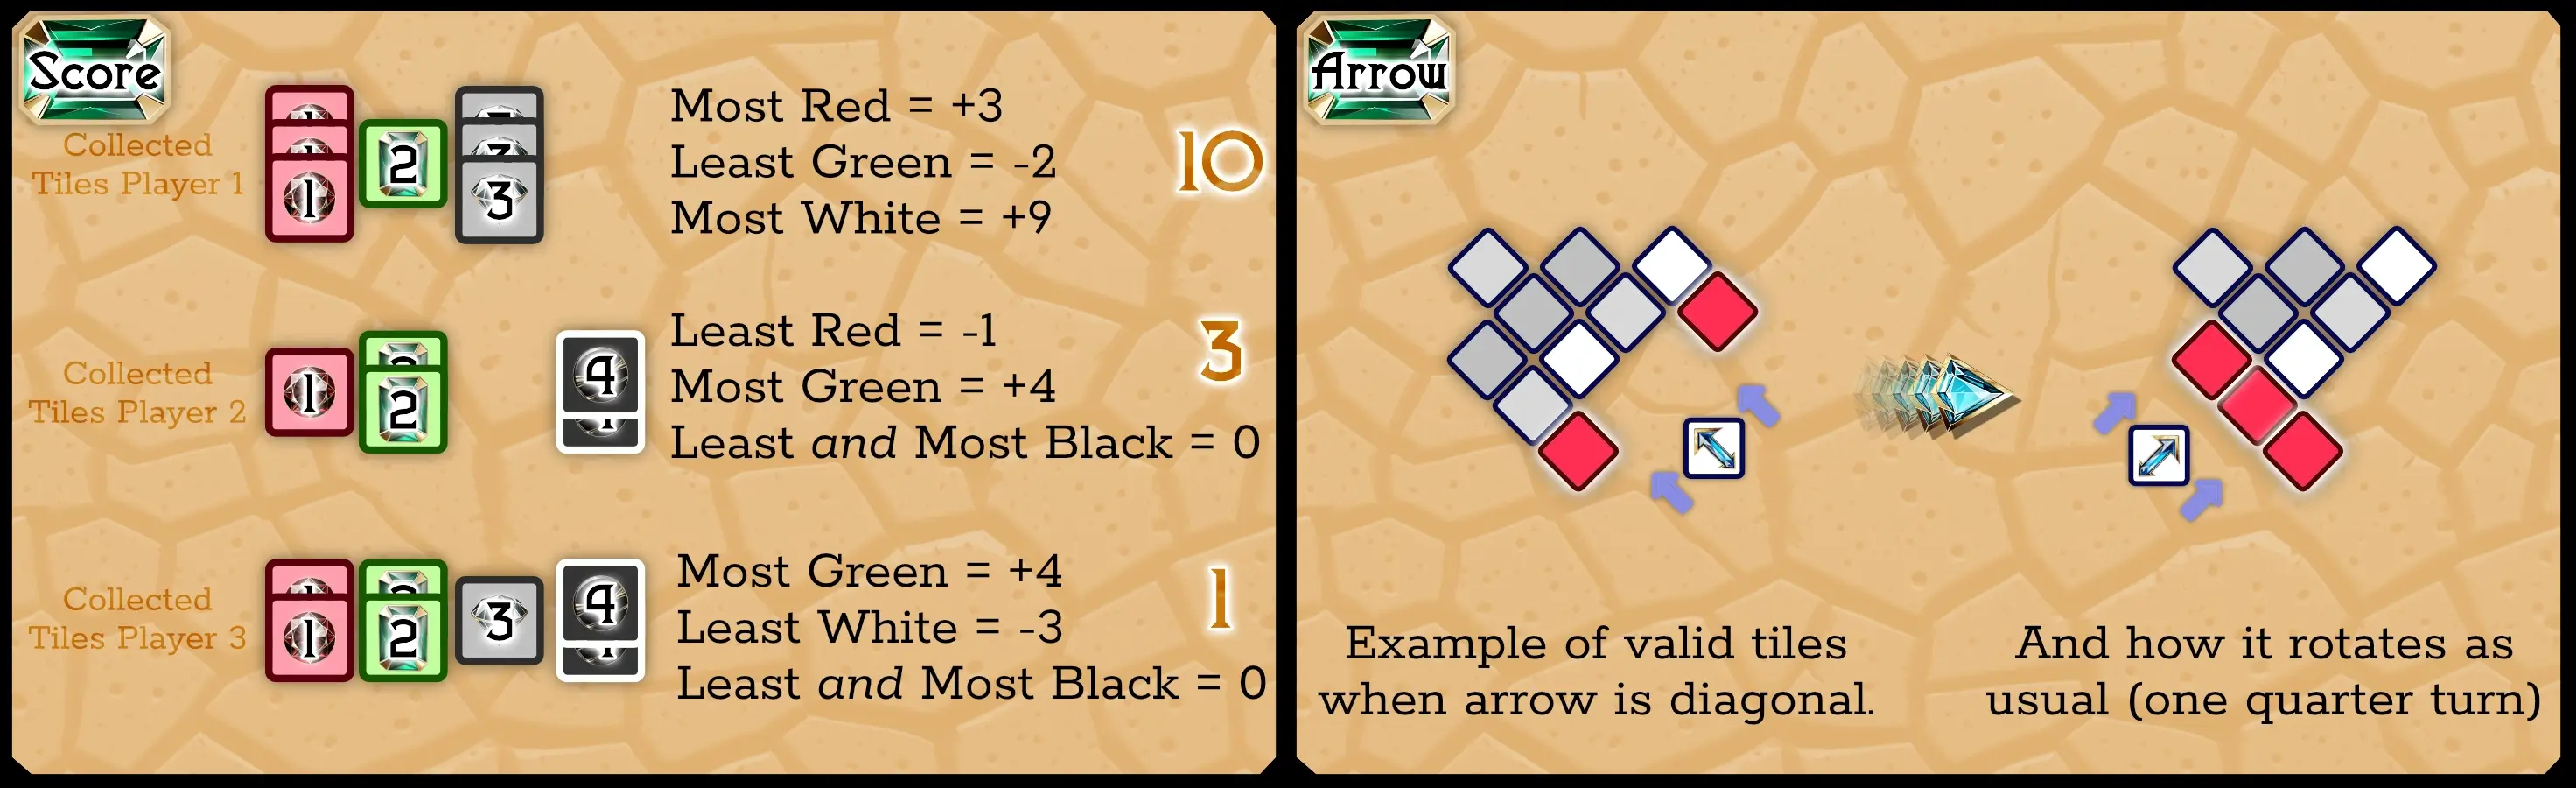 Score
Collected
Tiles Player 1
1
2
3
3
Most Red = +3
Least Green = -2
Most White = +9
10
Collected
Tiles Player 2
1
2
4
Least Red = -1
Most Green = +4
Least and Most Black = 0
3
Collected
Tiles Player 3
1
2
3
4
Most Green = +4
Least White = -3
Least and Most Black = 0
1
Arrow
Example of valid tiles
when arrow is diagonal.
And how it rotates as
usual (one quarter turn)